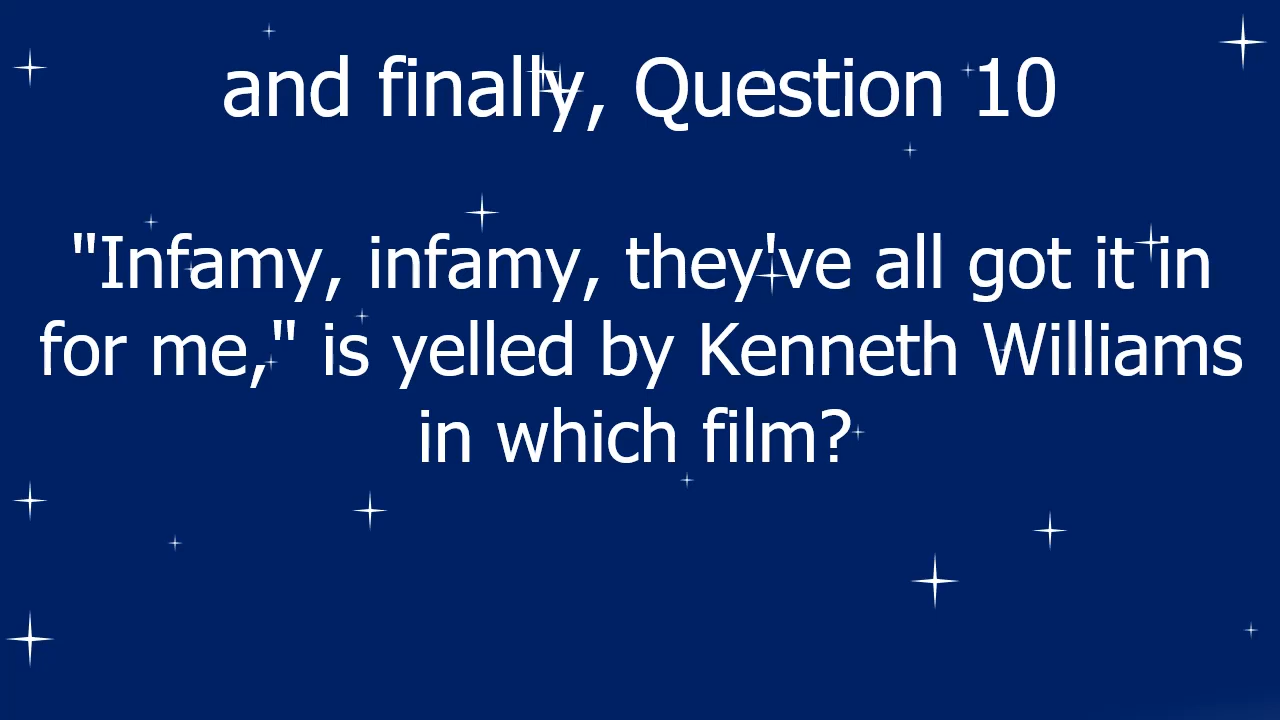 and finally, Question 10
"Infamy, infamy, they've all got it in
for me," is yelled by Kenneth Williams
in which film?